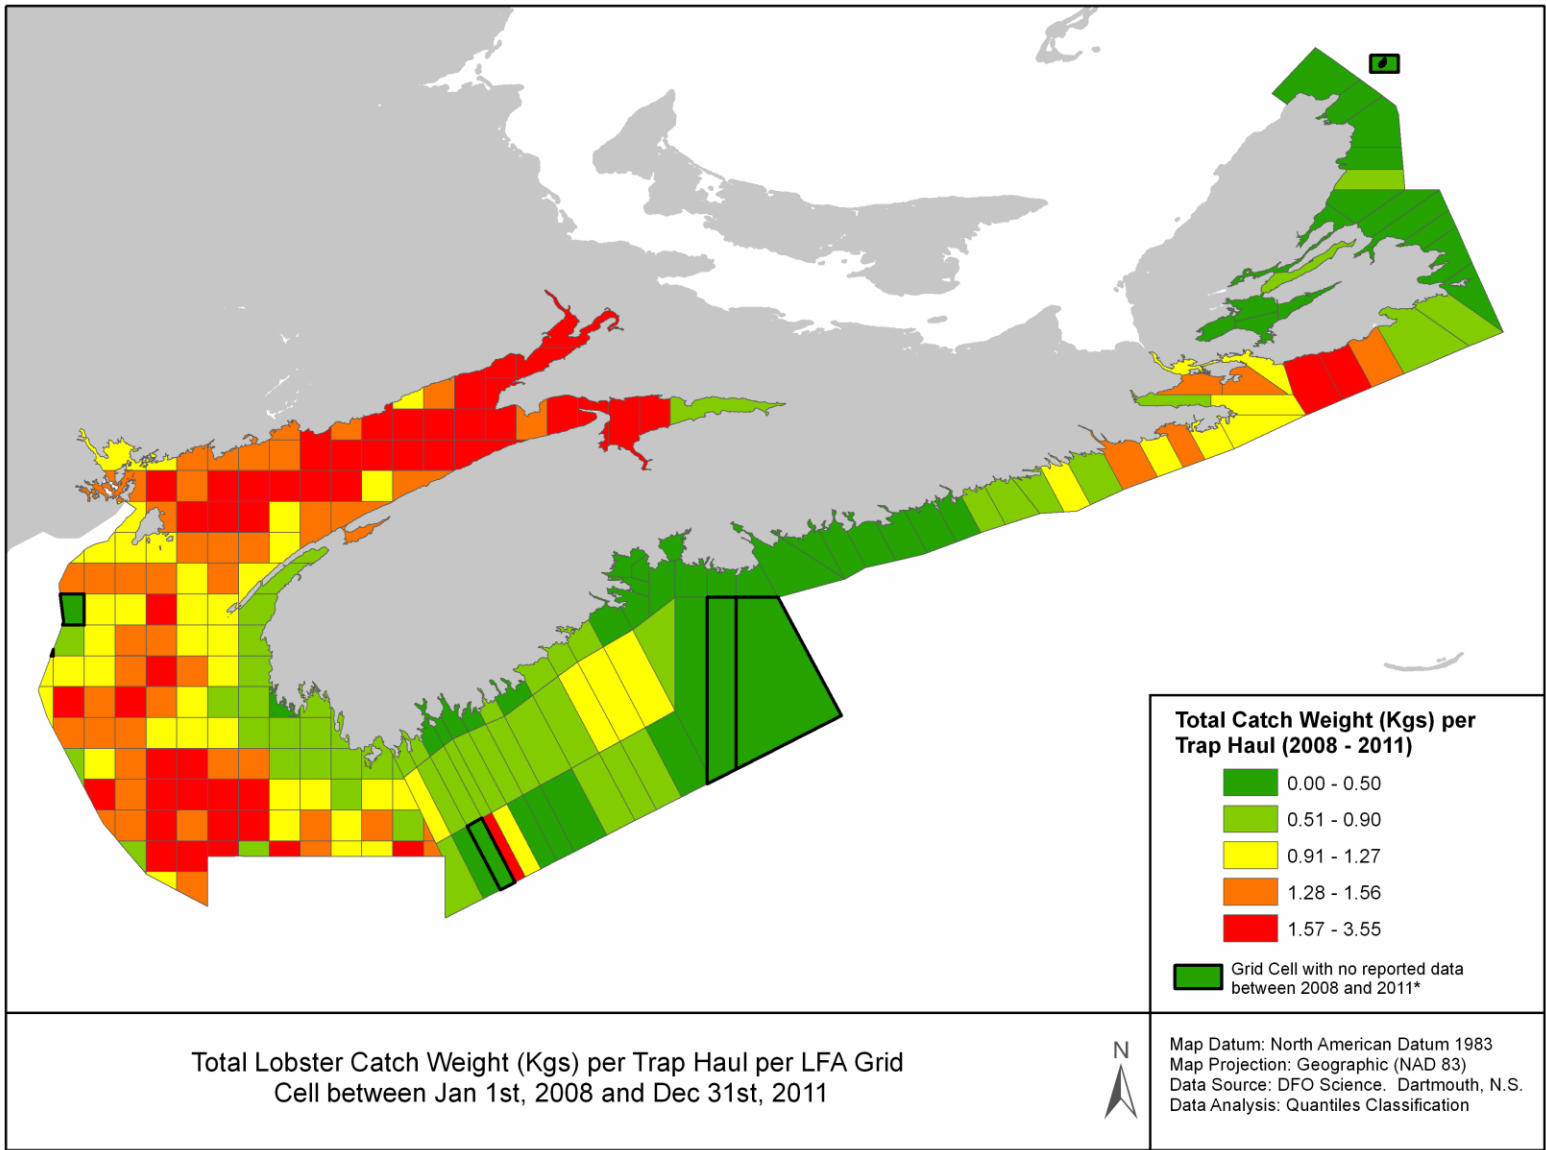 Total Catch Weight (Kgs) per
Trap Haul (2008 - 2011)
0.00 - 0.50
0.51 - 0.90
0.91 - 1.27
1.28 - 1.56
1.57 - 3.55
Grid Cell with no reported data
between 2008 and 2011*
Total Lobster Catch Weight (Kgs) per Trap Haul per LFA Grid
Cell between Jan 1st, 2008 and Dec 31st, 2011
N
Map Datum: North American Datum 1983
Map Projection: Geographic (NAD 83)
Data Source: DFO Science.  Dartmouth, N.S.
Data Analysis: Quantiles Classification